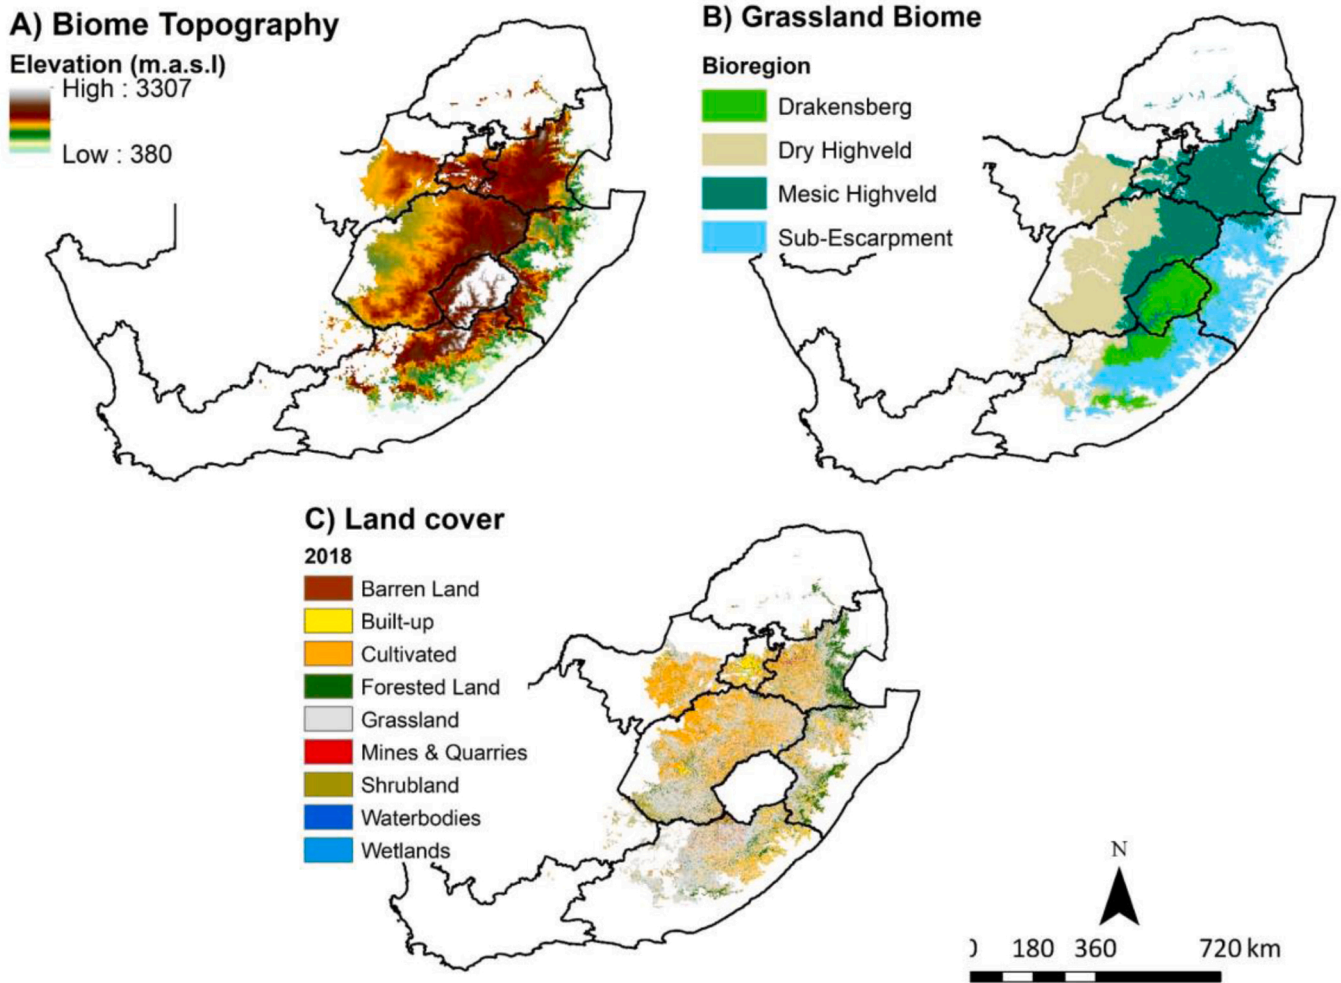 A) Biome Topography
Elevation (m.a.s.l)
High : 3307
Low : 380
B) Grassland Biome
Bioregion
Drakensberg
Dry Highveld
Mesic Highveld
Sub-Escarpment
C) Land cover
2018
Barren Land
Built-up
Cultivated
Forested Land
Grassland
Mines & Quarries
Shrubland
Waterbodies
Wetlands
N
0 180 360 720 km